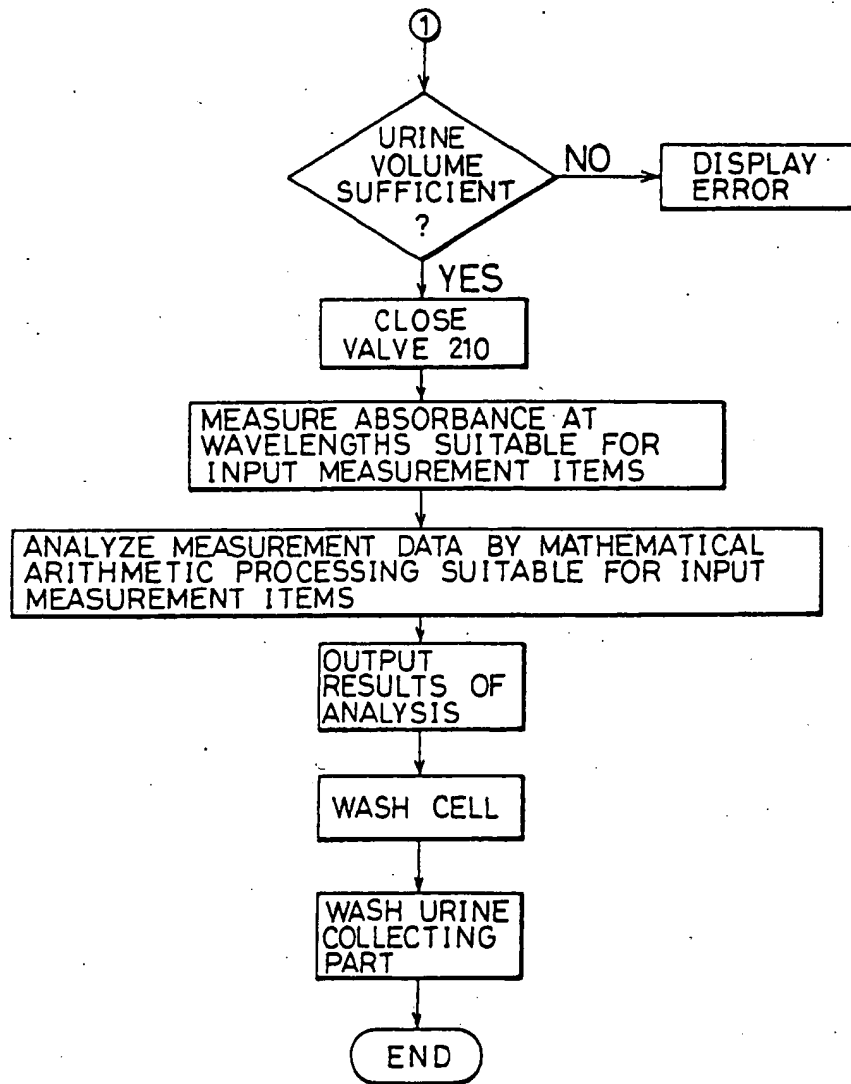 1
URINE
VOLUME
SUFFICIENT
?
NO
DISPLAY
ERROR
YES
CLOSE
VALVE 210
MEASURE ABSORBANCE AT
WAVELENGTHS SUITABLE FOR
INPUT MEASUREMENT ITEMS
ANALYZE MEASUREMENT DATA BY MATHEMATICAL
ARITHMETIC PROCESSING SUITABLE FOR INPUT
MEASUREMENT ITEMS
OUTPUT
RESULTS OF
ANALYSIS
WASH CELL
WASH URINE
COLLECTING
PART
END